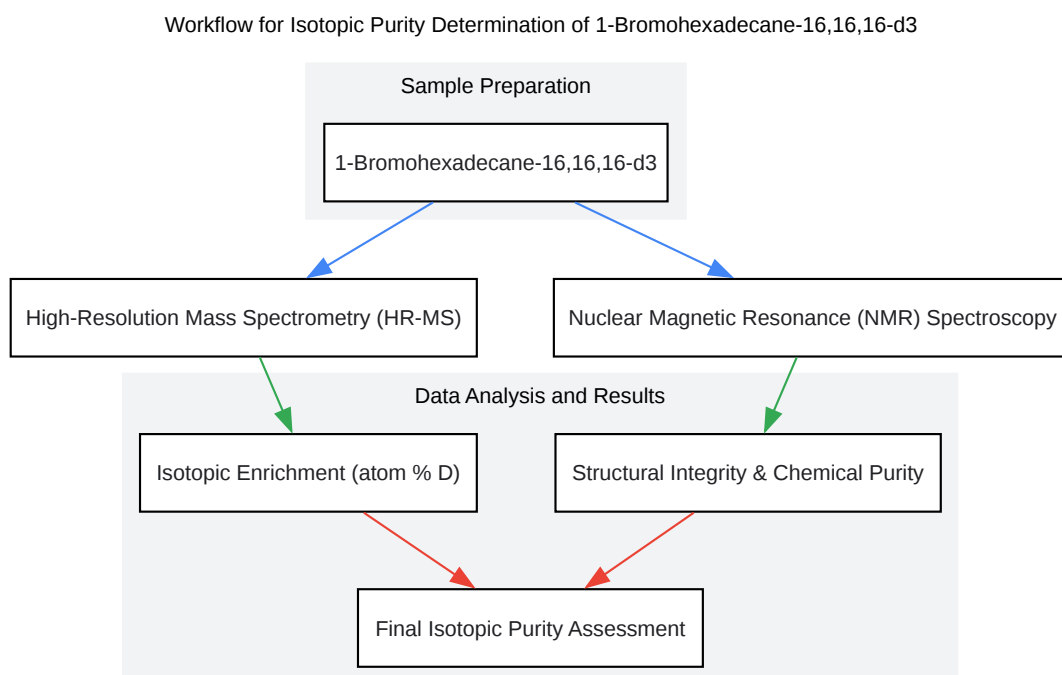 Workflow for Isotopic Purity Determination of 1-Bromohexadecane-16,16,16-d3
Sample Preparation
1-Bromohexadecane-16,16,16-d3
High-Resolution Mass Spectrometry (HR-MS)
Nuclear Magnetic Resonance (NMR) Spectroscopy
Data Analysis and Results
Isotopic Enrichment (atom % D)
Structural Integrity & Chemical Purity
Final Isotopic Purity Assessment